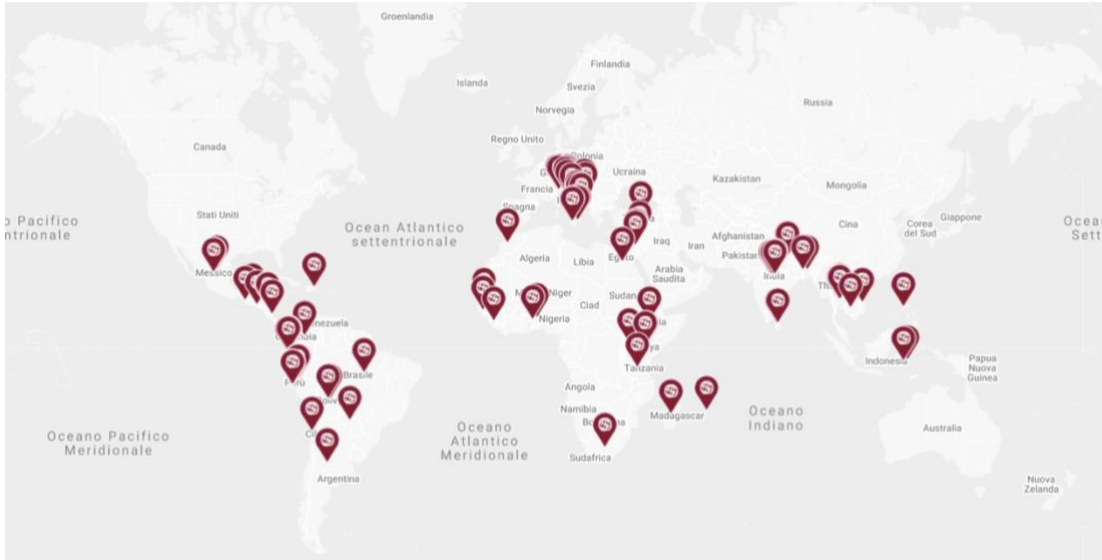 Groenlandia
Finlandia
Islanda
Svezia
Russia
Norvegia
Regno Unito
Canada
Colonia
Ucraina
Kazakistan
Mongolia
Francia
Spagna
Stati Uniti
Pacifico
Ocean Atlantico
settentrionale
Cina
Corea
del Sud
Giappone
Afghanistan
Iraq
Iran
Pakistan
Algeria
Libia
Egitto
Messico
Arabia
Saudita
India
Niger
Sudan
Ciad
Nigeria
Venezuela
Indonesia
Papua
Nuova
Guinea
Tanzania
Perù
Brasile
Angola
Namibia
Madagascar
Oceano
Indiano
Australia
Oceano Pacifico
Meridionale
Oceano
Atlantico
Meridionale
Sudafrica
Argentina
Nuova
Zelanda